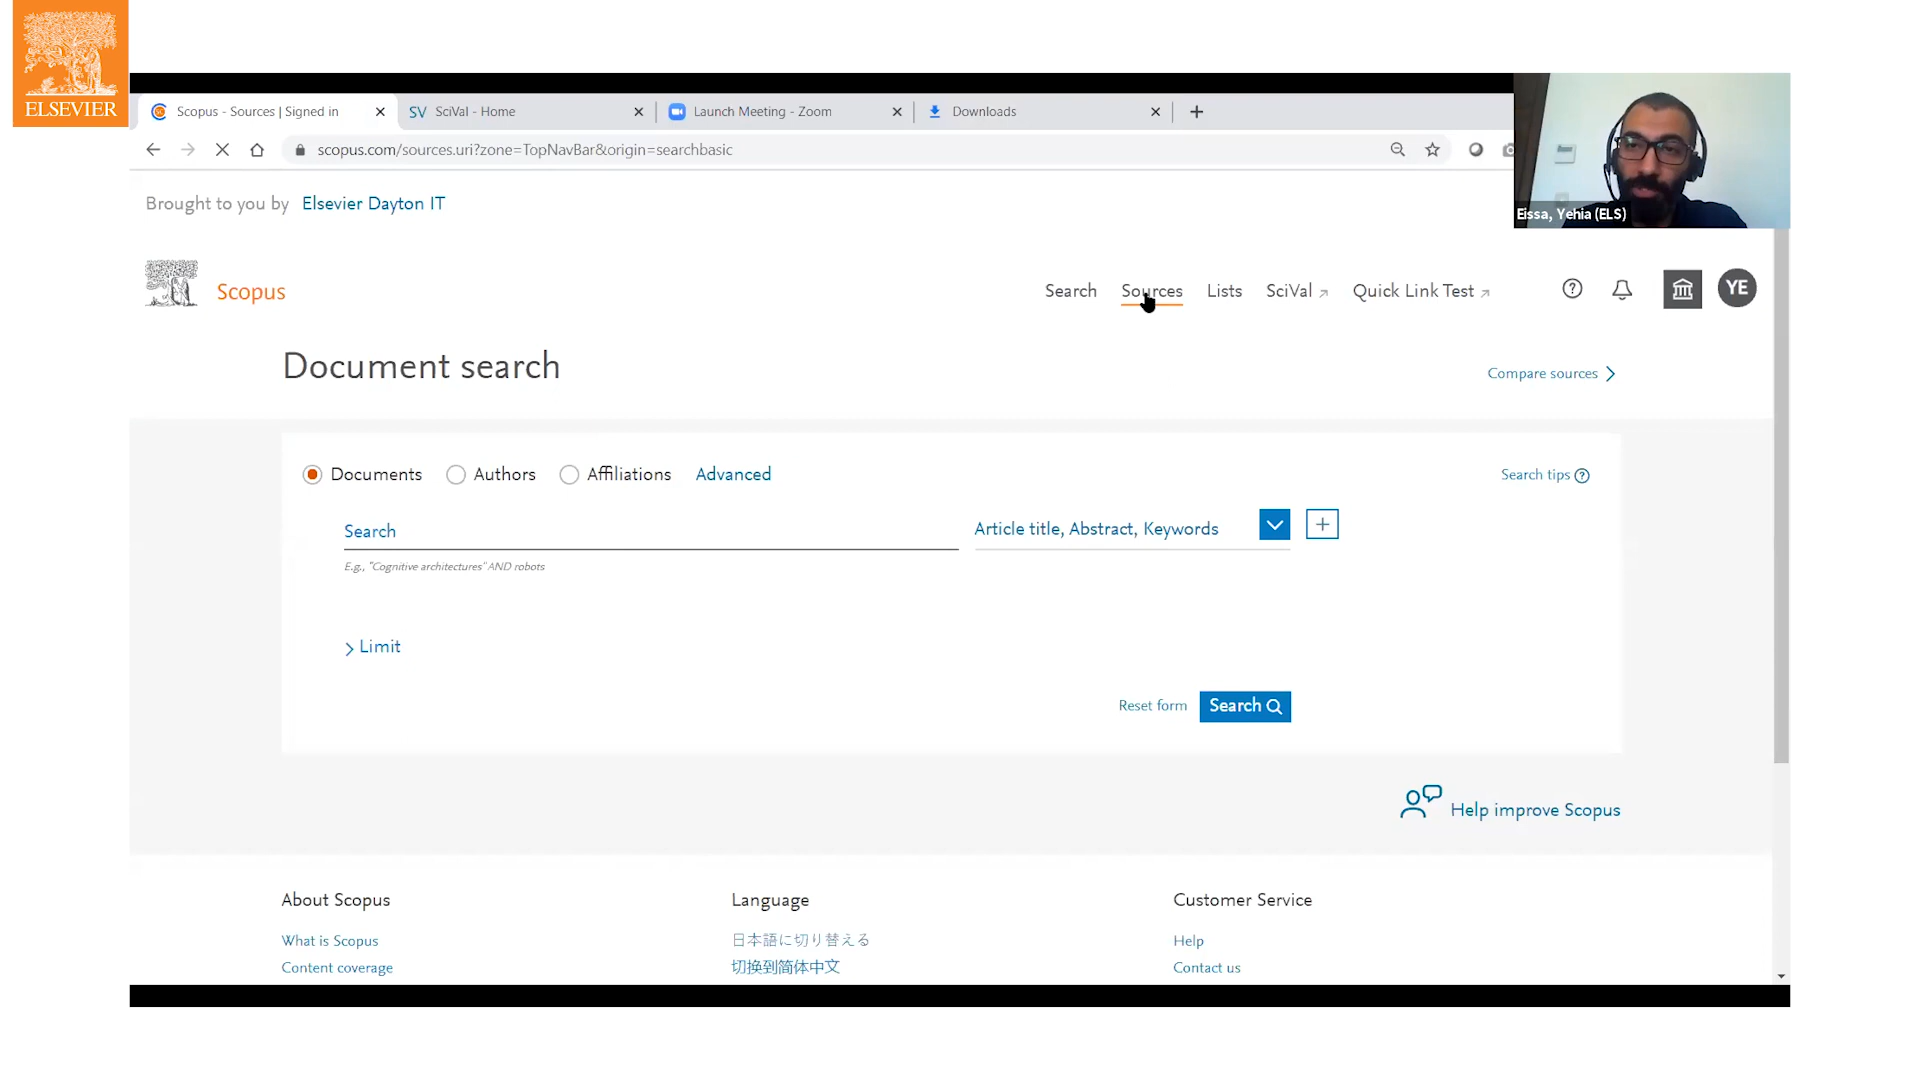 ELSEVIER
Scopus - Sources | Signed in
SciVal - Home
Launch Meeting - Zoom
Downloads
scopus.com/sources.uri?zone=TopNavBar&origin=searchbasic
Brought to you by Elsevier Dayton IT
Eissa, Yehia (ELS)
Scopus
Search
Sources
Lists
SciVal
Quick Link Test
YE
Document search
Compare sources
Documents
Authors
Affiliations
Advanced
Search tips
Search
Article title, Abstract, Keywords
E.g., "Cognitive architectures" AND robots
Limit
Reset form
Search
Help improve Scopus
About Scopus
Language
Customer Service
What is Scopus
日本語に切り替える
Help
Content coverage
切换到简体中文
Contact us